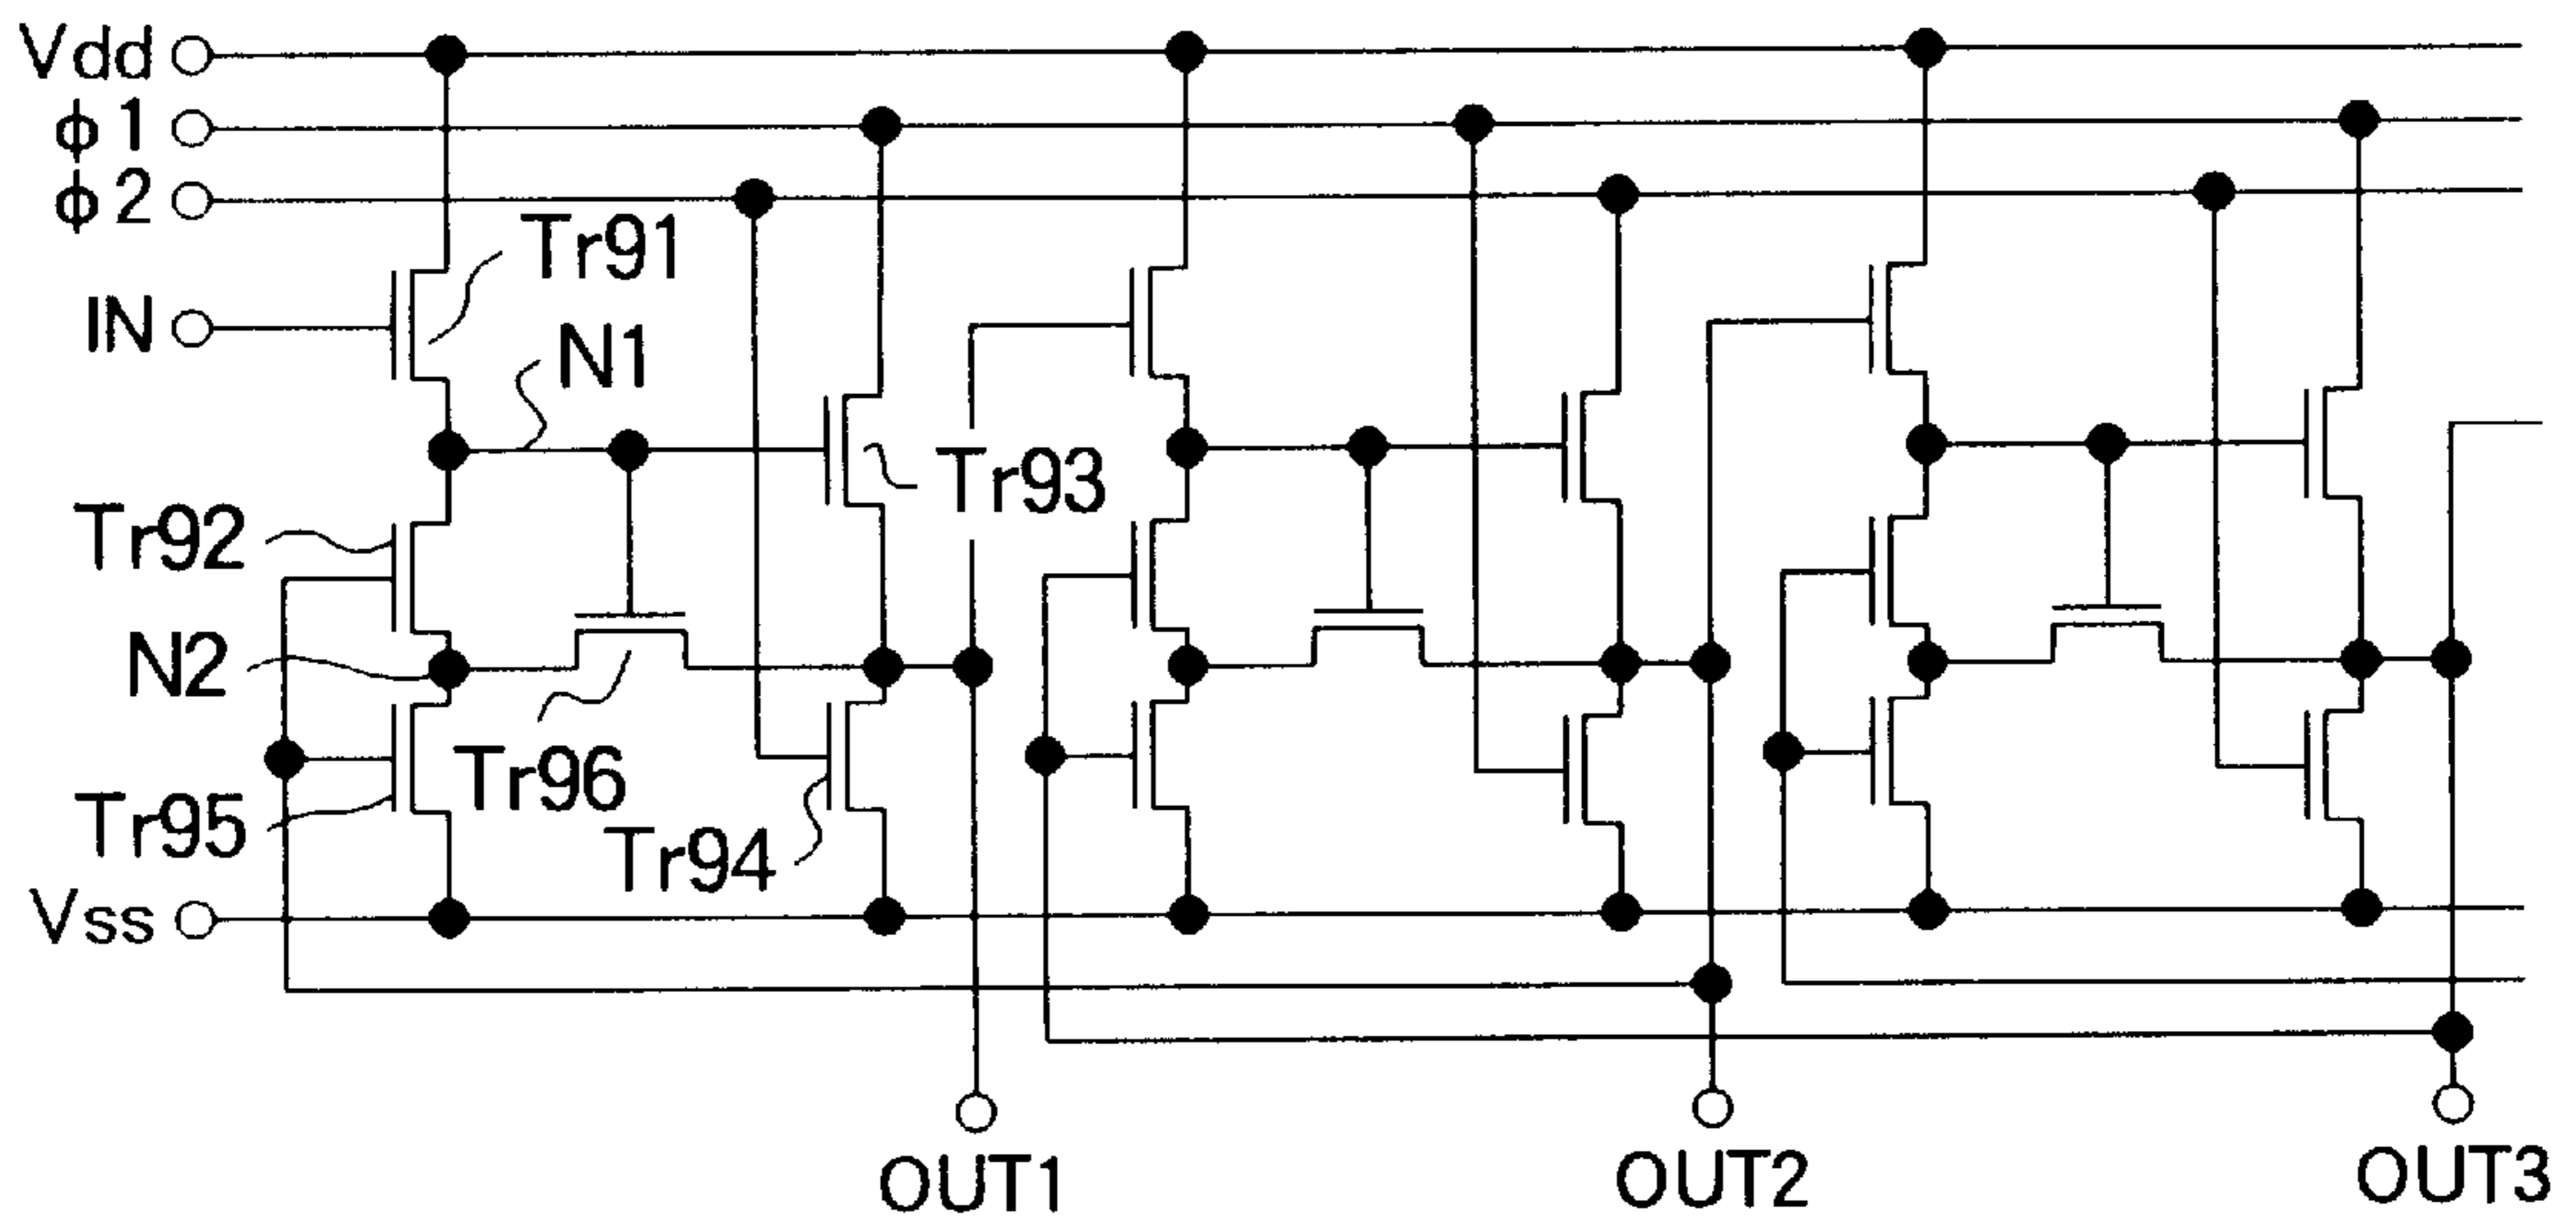 Vdd
ϕ1
ϕ2
Tr91
IN
N1
Tr93
Tr92
N2
Tr96
Tr95
Tr94
Vss
OUT1
OUT2
OUT3